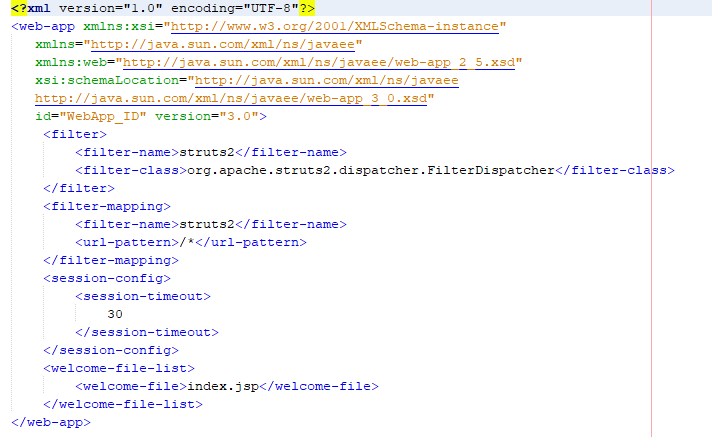 <?xml version="1.0" encoding="UTF-8"?>
<web-app xmlns:xsi="http://www.w3.org/2001/XMLSchema-instance"
xmlns="http://java.sun.com/xml/ns/javaee"
xmlns:web="http://java.sun.com/xml/ns/javaee/web-app_2_5.xsd"
xsi:schemaLocation="http://java.sun.com/xml/ns/javaee
http://java.sun.com/xml/ns/javaee/web-app_3_0.xsd"
id="WebApp_ID" version="3.0">
<filter>
<filter-name>struts2</filter-name>
<filter-class>org.apache.struts2.dispatcher.FilterDispatcher</filter-class>
</filter>
<filter-mapping>
<filter-name>struts2</filter-name>
<url-pattern>/*</url-pattern>
</filter-mapping>
<session-config>
<session-timeout>
30
</session-timeout>
</session-config>
<welcome-file-list>
<welcome-file>index.jsp</welcome-file>
</welcome-file-list>
</web-app>